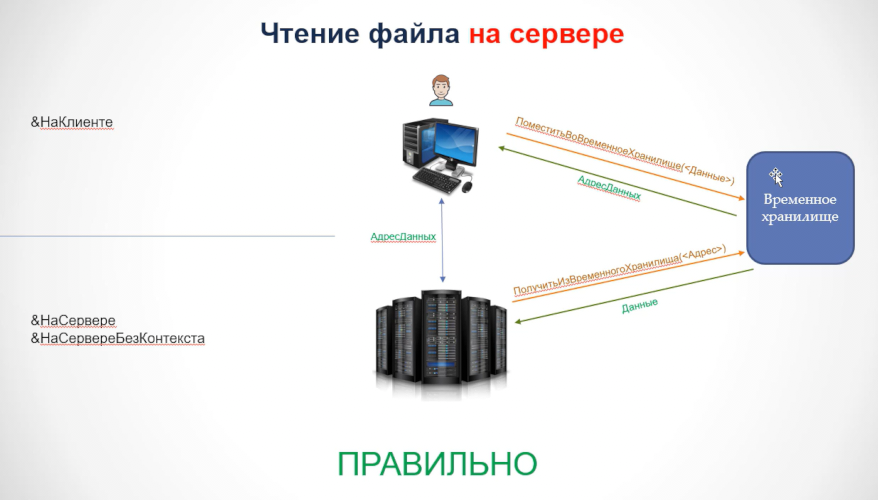 Чтение файла на сервере
&НаКлиенте
ПоместитьВоВременноеХранилище(<Данные>)
АдресДанных
Временное
хранилище
АдресДанных
ПолучитьИзВременногоХранилища(<Адрес>)
Данные
&НаСервере
&НаСервереБезКонтекста
ПРАВИЛЬНО